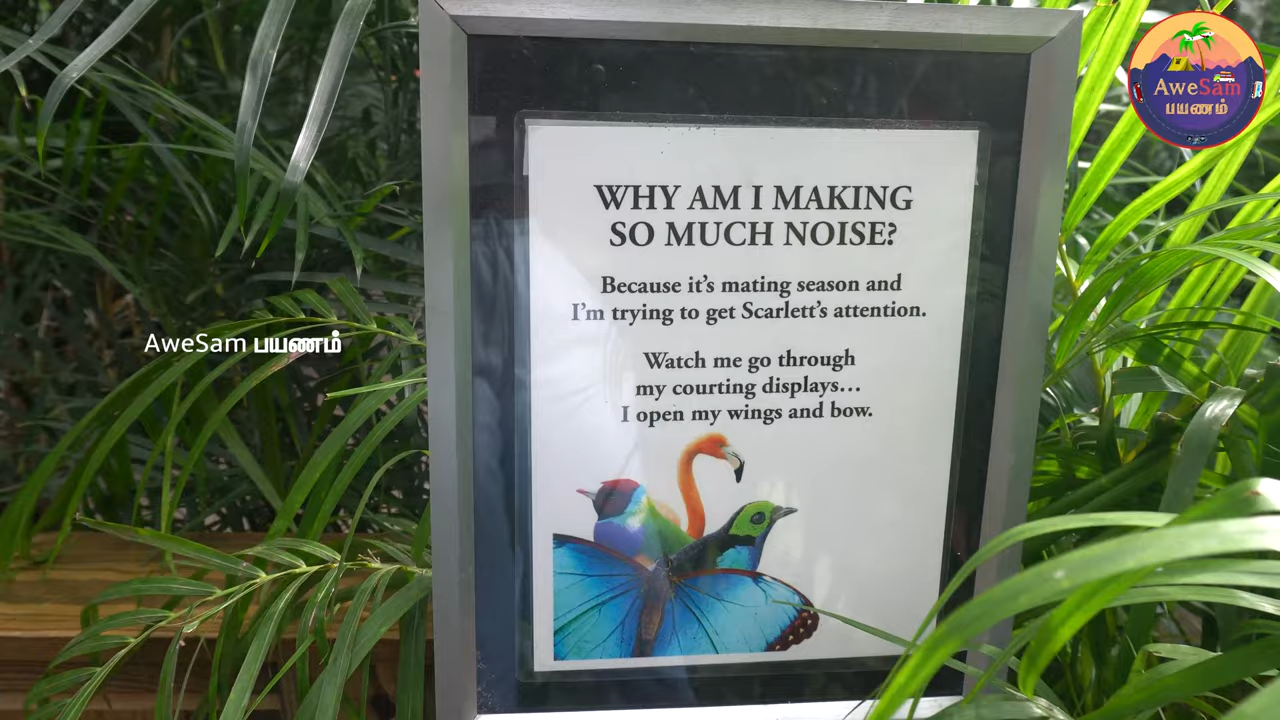 AweSam
பயணம்
WHY AM I MAKING
SO MUCH NOISE?
Because it's mating season and
I'm trying to get Scarlett's attention.
Watch me go through
my courting displays...
I open my wings and bow.
AweSam பயணம்